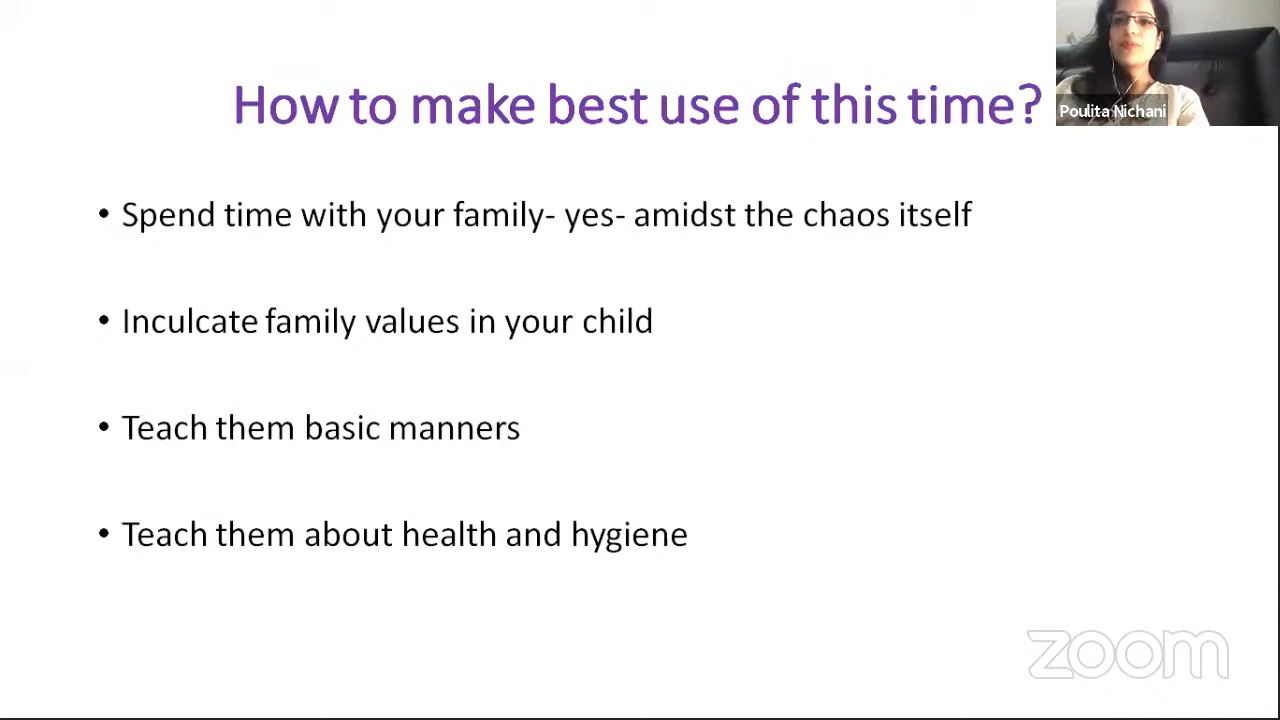 How to make best use of this time?
Poulita Nichani
• Spend time with your family- yes- amidst the chaos itself
• Inculcate family values in your child
• Teach them basic manners
• Teach them about health and hygiene
zoom